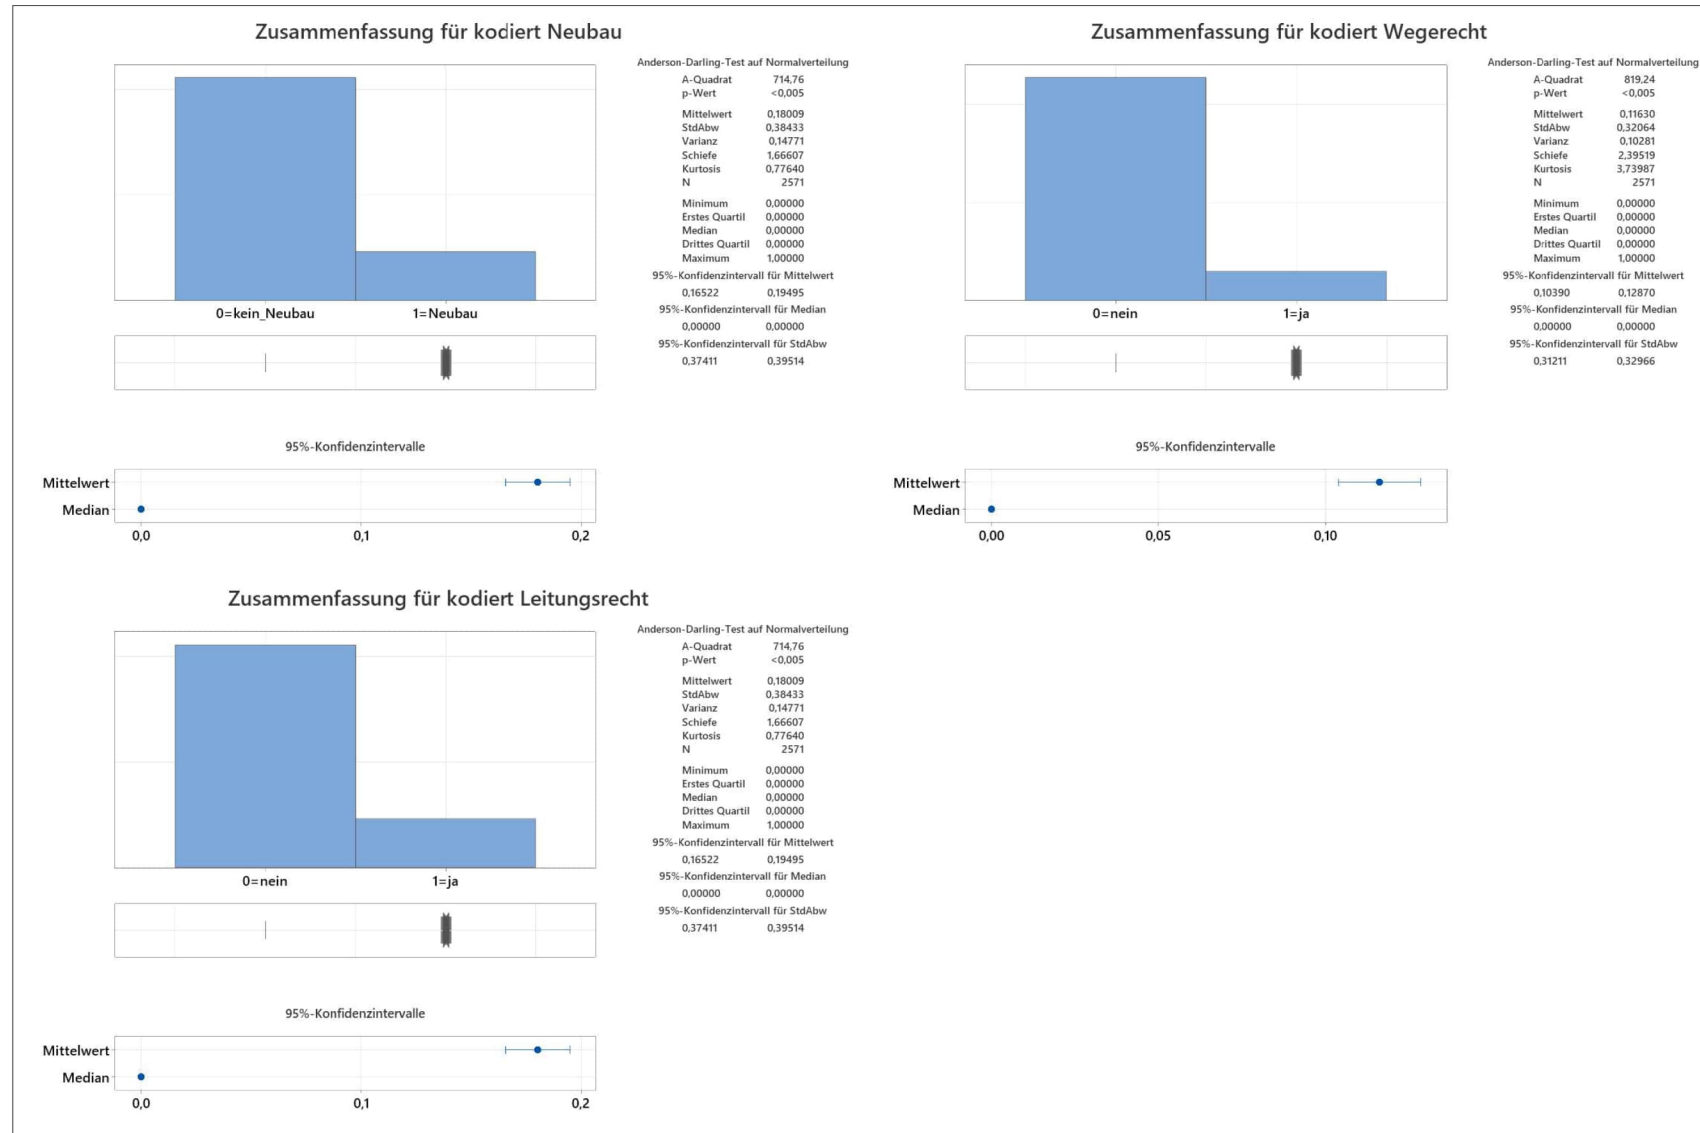 Zusammenfassung für kodiert Neubau
Anderson-Darling-Test auf Normalverteilung
A-Quadrat 714,76
p-Wert <0,005
Mittelwert 0,18009
StdAbw 0,38433
Varianz 0,14771
Schiefe 1,66607
Kurtosis 0,77640
N 2571
Minimum 0,00000
Erstes Quartil 0,00000
Median 0,00000
Drittes Quartil 0,00000
Maximum 1,00000
95%-Konfidenzintervall für Mittelwert
0,16522 0,19495
95%-Konfidenzintervall für Median
0,00000 0,00000
95%-Konfidenzintervall für StdAbw
0,37411 0,39514
0=kein_Neubau 1=Neubau
95%-Konfidenzintervalle
Mittelwert
Median
0,0 0,1 0,2
Zusammenfassung für kodiert Wegerecht
Anderson-Darling-Test auf Normalverteilung
A-Quadrat 819,24
p-Wert <0,005
Mittelwert 0,11630
StdAbw 0,32064
Varianz 0,10281
Schiefe 2,39519
Kurtosis 3,73987
N 2571
Minimum 0,00000
Erstes Quartil 0,00000
Median 0,00000
Drittes Quartil 0,00000
Maximum 1,00000
95%-Konfidenzintervall für Mittelwert
0,10390 0,12870
95%-Konfidenzintervall für Median
0,00000 0,00000
95%-Konfidenzintervall für StdAbw
0,31211 0,32966
0=nein 1=ja
95%-Konfidenzintervalle
Mittelwert
Median
0,00 0,05 0,10
Zusammenfassung für kodiert Leitungsrecht
Anderson-Darling-Test auf Normalverteilung
A-Quadrat 714,76
p-Wert <0,005
Mittelwert 0,18009
StdAbw 0,38433
Varianz 0,14771
Schiefe 1,66607
Kurtosis 0,77640
N 2571
Minimum 0,00000
Erstes Quartil 0,00000
Median 0,00000
Drittes Quartil 0,00000
Maximum 1,00000
95%-Konfidenzintervall für Mittelwert
0,16522 0,19495
95%-Konfidenzintervall für Median
0,00000 0,00000
95%-Konfidenzintervall für StdAbw
0,37411 0,39514
0=nein 1=ja
95%-Konfidenzintervalle
Mittelwert
Median
0,0 0,1 0,2